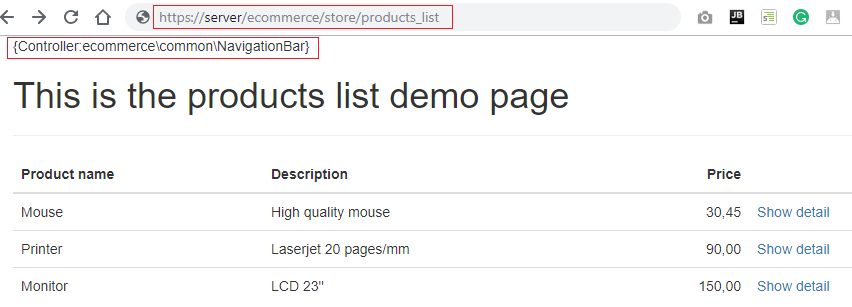 https://server/ecommerce/store/products_list
JB
{Controller:ecommerce\common\NavigationBar}
This is the products list demo page
Product name Description Price
Mouse High quality mouse 30,45 Show detail
Printer Laserjet 20 pages/mm 90,00 Show detail
Monitor LCD 23" 150,00 Show detail